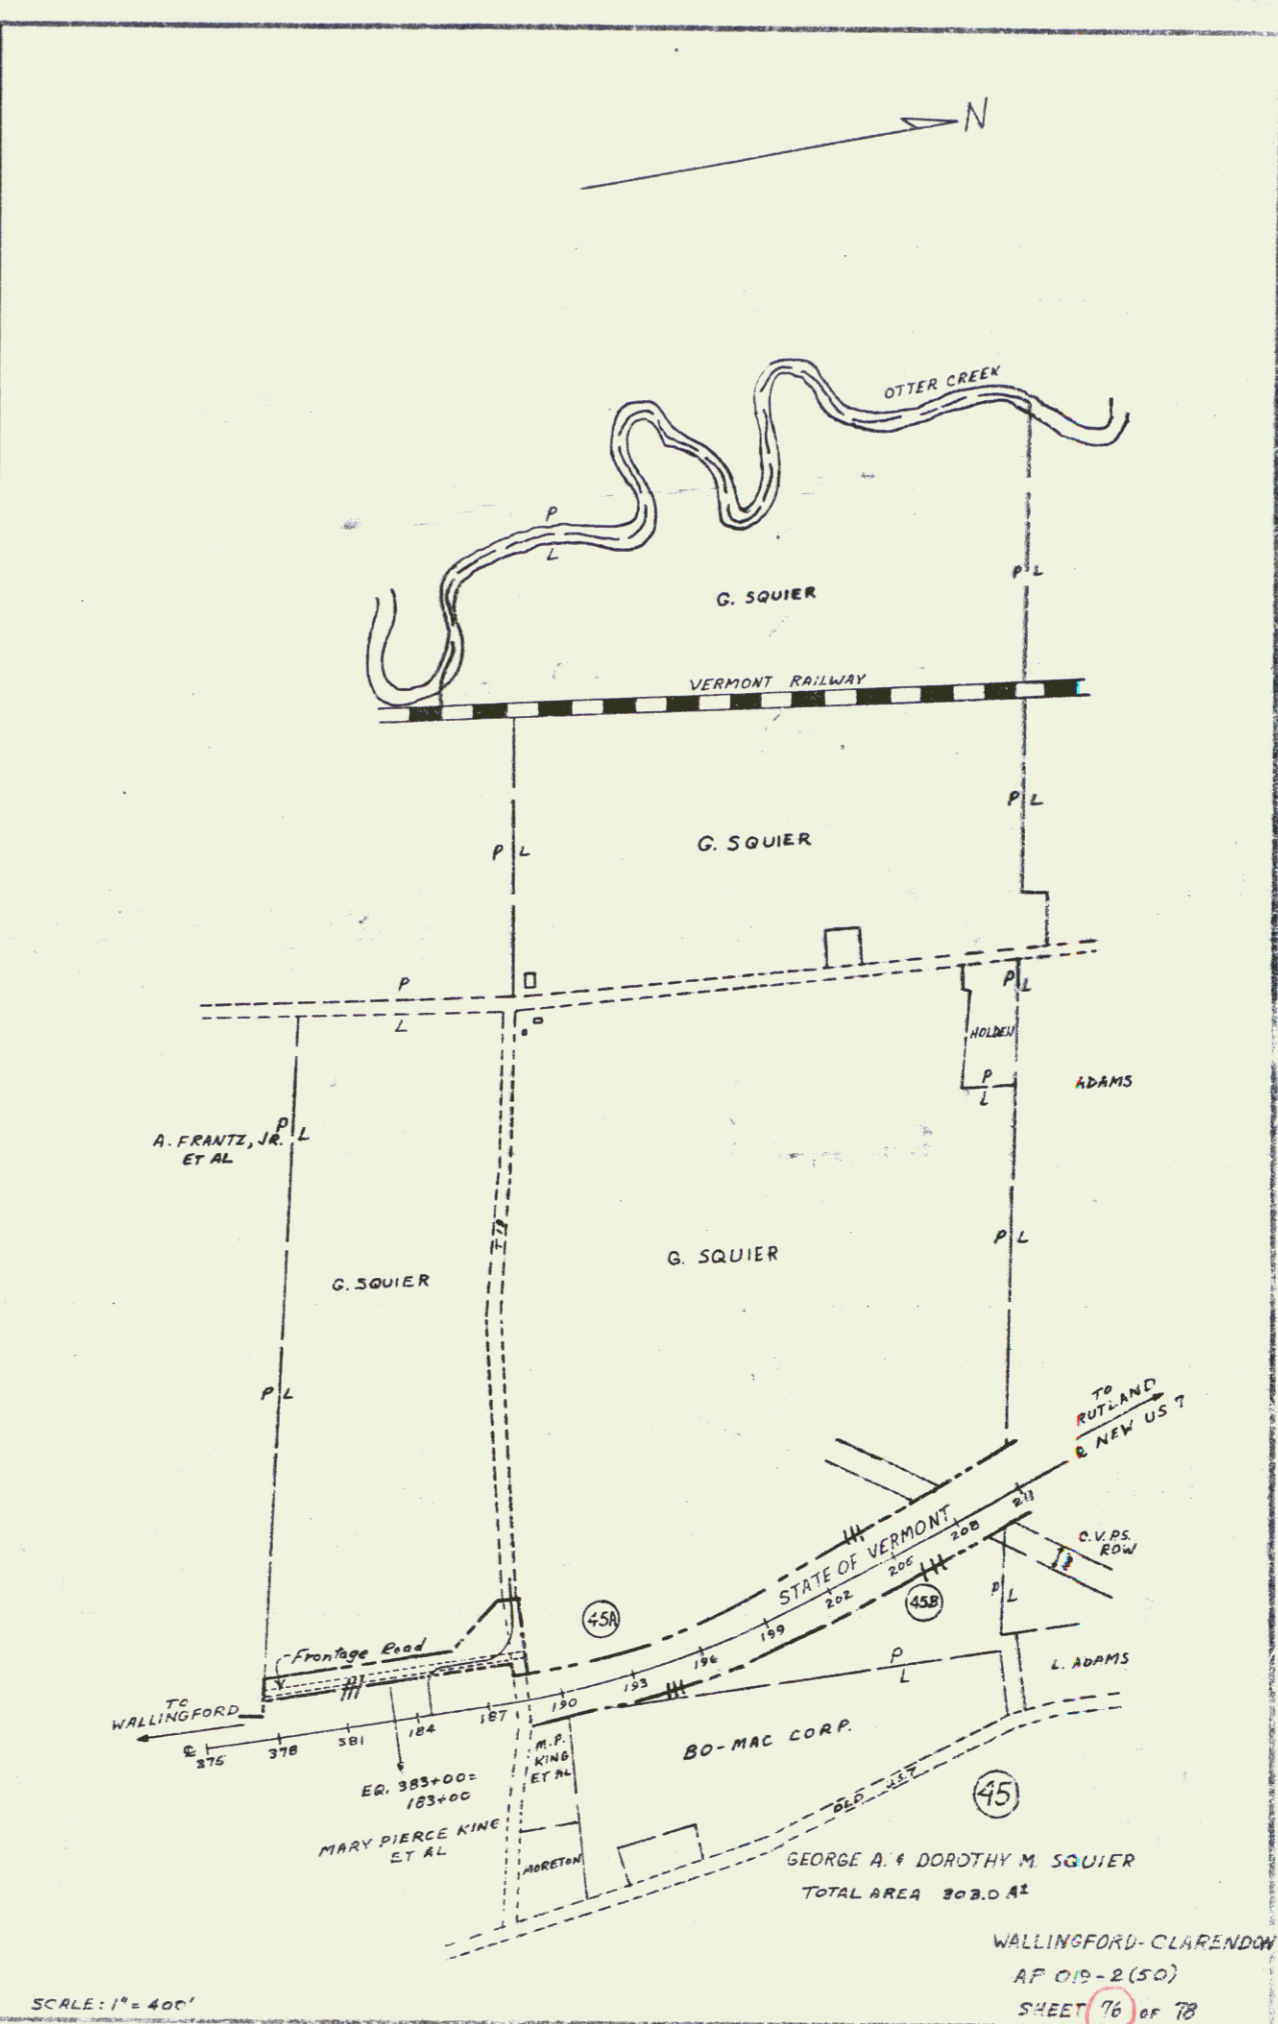 N
OTTER CREEK
P
L
G. SQUIER
P L
VERMONT RAILWAY
P L
G. SQUIER
P L
P
L
P L
HOLDEN
P
L
ADAMS
A. FRANTZ, JR.
ET AL
P L
P L
G. SQUIER
G. SQUIER
P L
TO
RUTLAND
NEW US 7
STATE OF VERMONT
C.V.P.S.
ROW
45A
45B
P L
Frontage Road
TO
WALLINGFORD
375 378 381 184 187 190 193 196 199 202 205 208 211
P
L
L. ADAMS
EQ. 383+00=
183+00
M.P.
KING
ET AL
BO-MAC CORP.
MARY PIERCE KING
ET AL
MORETON
OLD U.S. 7
45
GEORGE A. & DOROTHY M. SQUIER
TOTAL AREA
WALLINGFORD-CLARENDON
AF 019-2(50)
SHEET 76 OF 78
SCALE: 1"= 400'